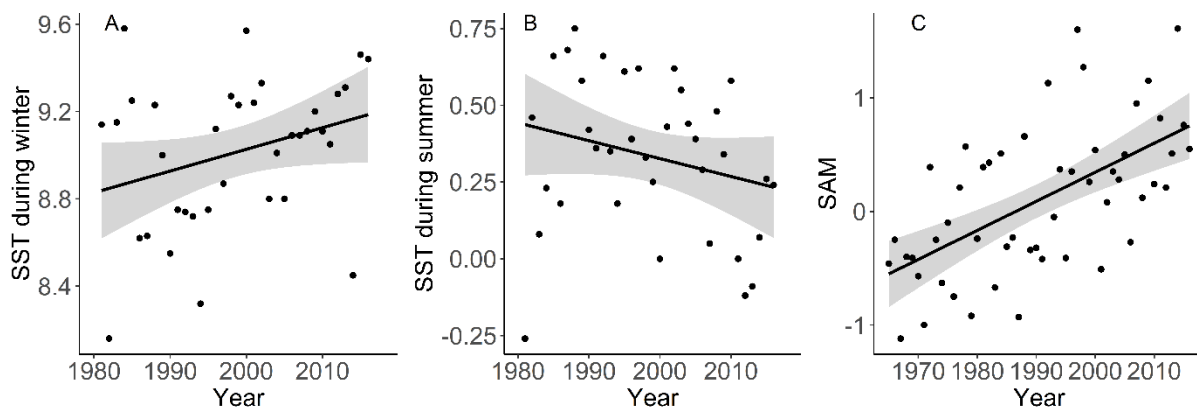 A
SST during winter
9.6
9.2
8.8
8.4
1980 1990 2000 2010
Year
B
SST during summer
0.75
0.50
0.25
0.00
-0.25
1980 1990 2000 2010
Year
C
SAM
1
0
-1
1970 1980 1990 2000 2010
Year